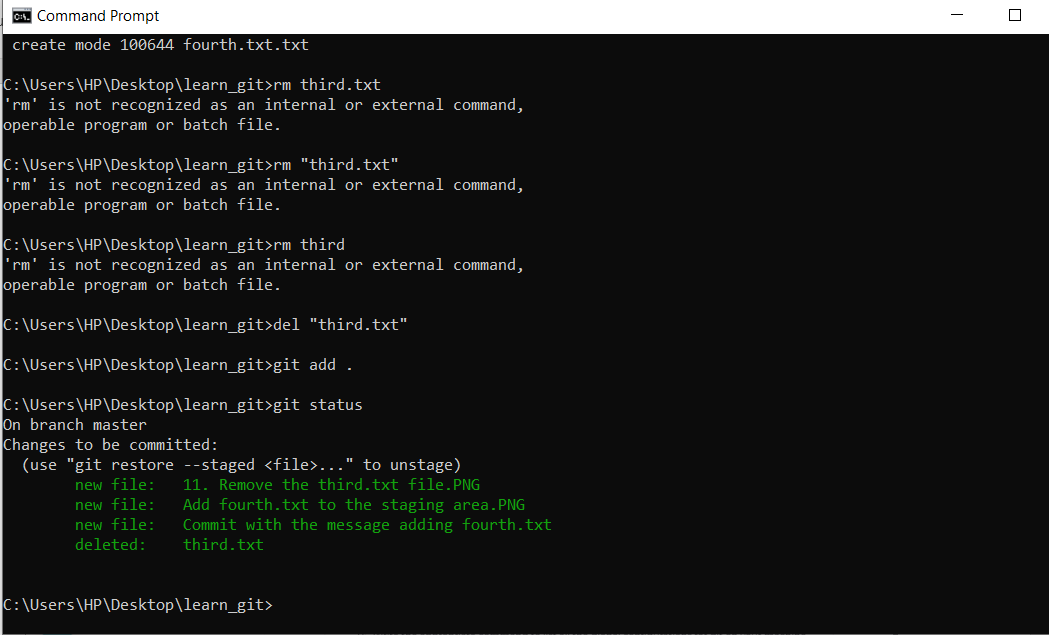 Command Prompt
create mode 100644 fourth.txt.txt
C:\Users\HP\Desktop\learn_git>rm third.txt
'rm' is not recognized as an internal or external command,
operable program or batch file.
C:\Users\HP\Desktop\learn_git>rm "third.txt"
'rm' is not recognized as an internal or external command,
operable program or batch file.
C:\Users\HP\Desktop\learn_git>rm third
'rm' is not recognized as an internal or external command,
operable program or batch file.
C:\Users\HP\Desktop\learn_git>del "third.txt"
C:\Users\HP\Desktop\learn_git>git add .
C:\Users\HP\Desktop\learn_git>git status
On branch master
Changes to be committed:
  (use "git restore --staged <file>..." to unstage)
        new file:   11. Remove the third.txt file.PNG
        new file:   Add fourth.txt to the staging area.PNG
        new file:   Commit with the message adding fourth.txt
        deleted:    third.txt
C:\Users\HP\Desktop\learn_git>